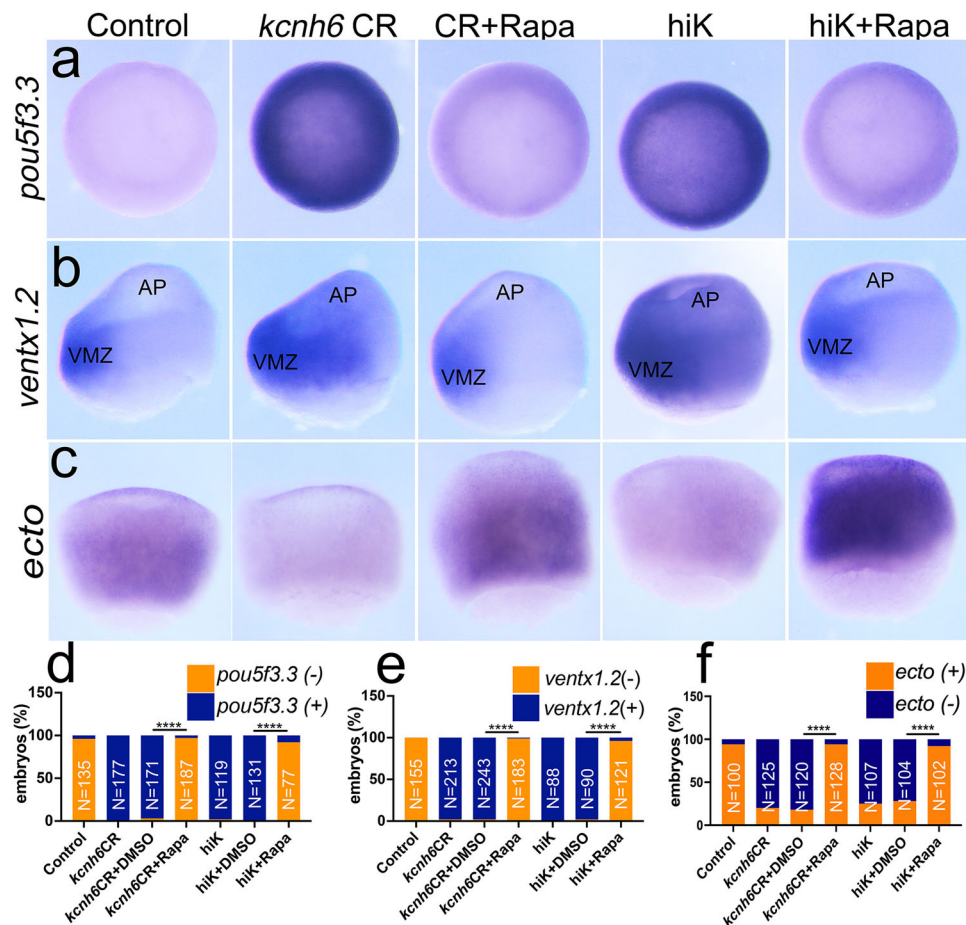 Control kcnh6 CR CR+Rapa hiK hiK+Rapa
a
pou5f3.3
b
ventx1.2
AP AP AP AP AP
VMZ VMZ VMZ VMZ VMZ
c
ecto
d
pou5f3.3 (-)
pou5f3.3 (+)
embryos (%)
100
50
0
****
****
N=135 N=177 N=171 N=187 N=119 N=131 N=77
Control kcnh6CR kcnh6CR+DMSO kcnh6CR+Rapa hiK hiK+DMSO hiK+Rapa
e
ventx1.2(-)
ventx1.2(+)
embryos (%)
100
50
0
****
****
N=155 N=213 N=243 N=183 N=88 N=90 N=121
Control kcnh6CR kcnh6CR+DMSO kcnh6CR+Rapa hiK hiK+DMSO hiK+Rapa
f
ecto (+)
ecto (-)
embryos (%)
100
50
0
****
****
N=100 N=125 N=120 N=128 N=107 N=104 N=102
Control kcnh6CR kcnh6CR+DMSO kcnh6CR+Rapa hiK hiK+DMSO hiK+Rapa